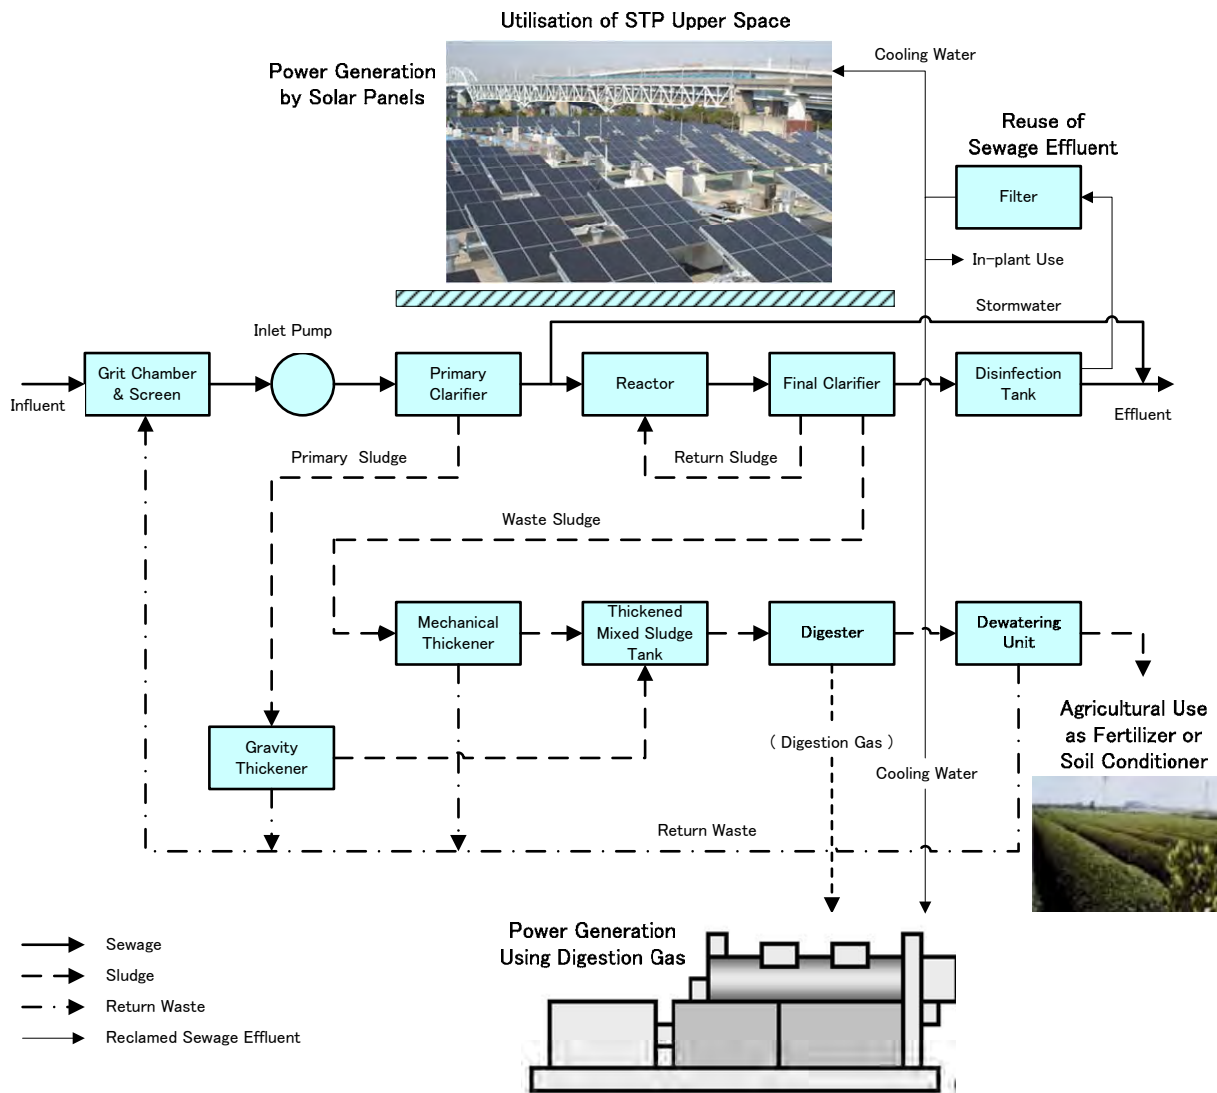 Utilisation of STP Upper Space
Cooling Water
Power Generation
by Solar Panels
Reuse of
Sewage Effluent
Filter
In-plant Use
Stormwater
Inlet Pump
Influent
Grit Chamber
& Screen
Primary
Clarifier
Reactor
Final Clarifier
Disinfection
Tank
Effluent
Primary Sludge
Return Sludge
Waste Sludge
Mechanical
Thickener
Thickened
Mixed Sludge
Tank
Digester
Dewatering
Unit
Gravity
Thickener
( Digestion Gas )
Cooling Water
Agricultural Use
as Fertilizer or
Soil Conditioner
Return Waste
Power Generation
Using Digestion Gas
Sewage
Sludge
Return Waste
Reclamed Sewage Effluent